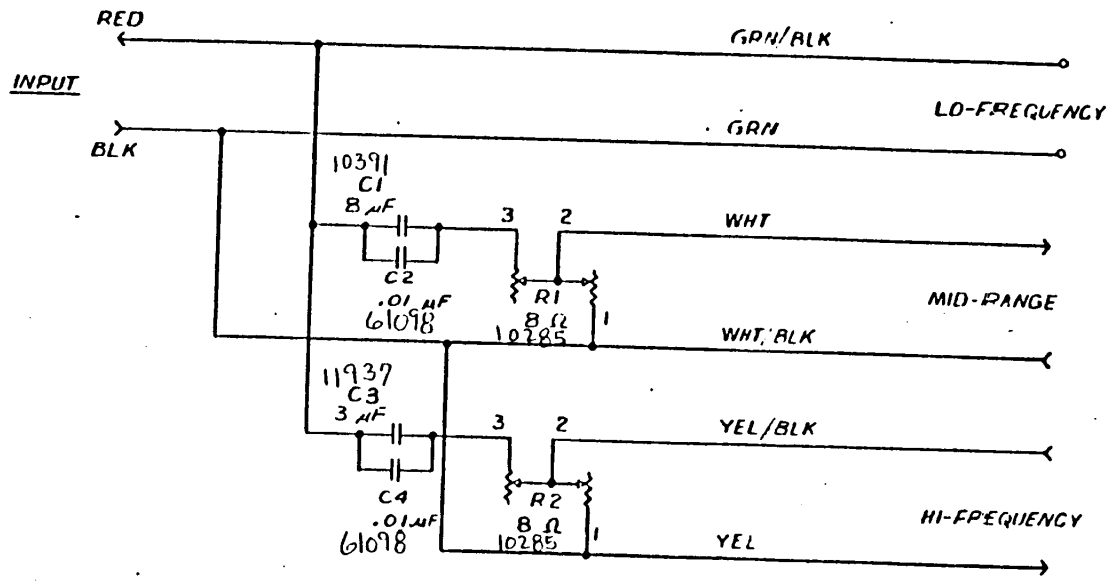 RED
GRN/BLK
INPUT
LO-FREQUENCY
GRN
BLK
10391
C1
8 µF
3 2 WHT
C2
R1
MID-RANGE
.01 µF
8 Ω
1
61098
10285
WHT/BLK
11937
C3
3 µF
3 2 YEL/BLK
C4
R2
HI-FREQUENCY
.01 µF
8 Ω
1
61098
10285
YEL